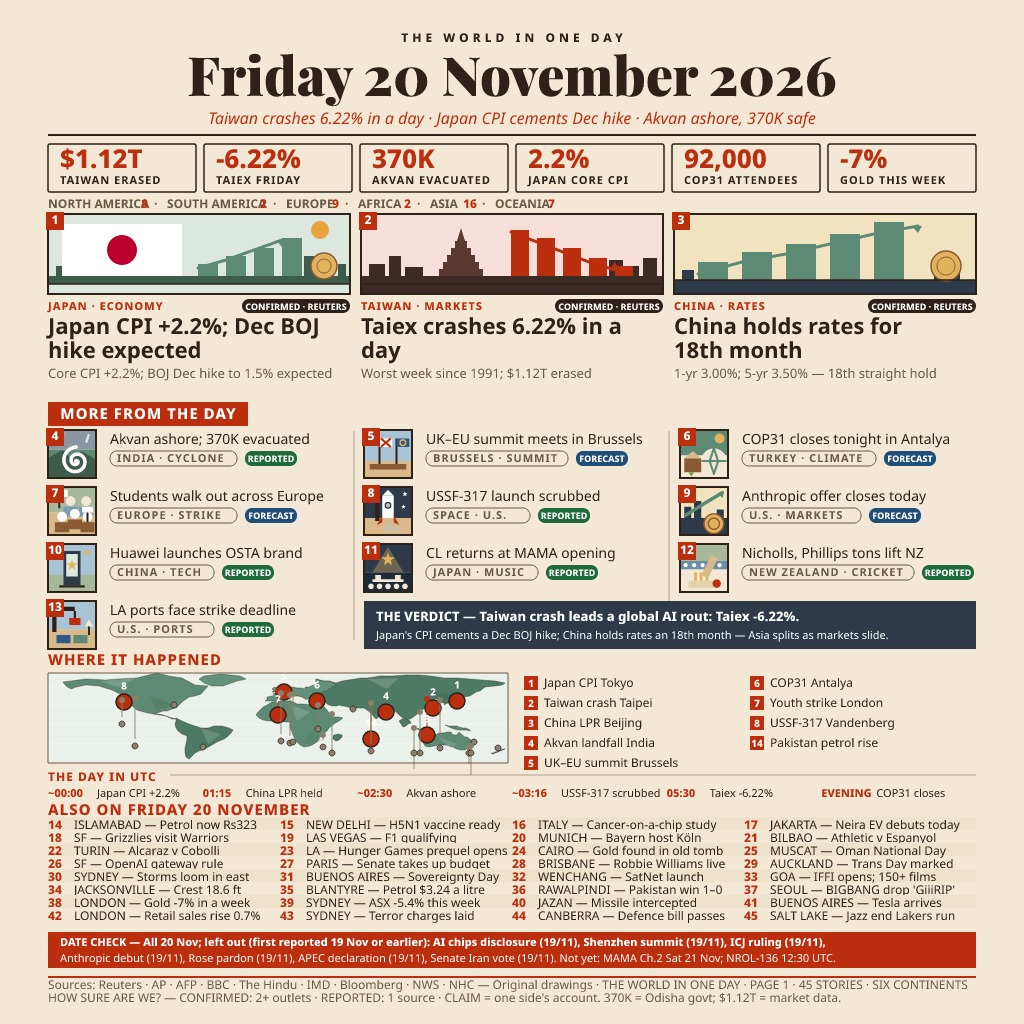 THE WORLD IN ONE DAY
Friday 20 November 2026
Taiwan crashes 6.22% in a day · Japan CPI cements Dec hike · Akvan ashore, 370K safe
$1.12T
TAIWAN ERASED
-6.22%
TAIEX FRIDAY
370K
AKVAN EVACUATED
2.2%
JAPAN CORE CPI
92,000
COP31 ATTENDEES
-7%
GOLD THIS WEEK
NORTH AMERICA · SOUTH AMERICA 2 · EUROPE 9 · AFRICA 2 · ASIA 16 · OCEANIA 7
1
2
3
JAPAN · ECONOMY
CONFIRMED · REUTERS
Japan CPI +2.2%; Dec BOJ
hike expected
Core CPI +2.2%; BOJ Dec hike to 1.5% expected
TAIWAN · MARKETS
CONFIRMED · REUTERS
Taiex crashes 6.22% in a
day
Worst week since 1991; $1.12T erased
CHINA · RATES
CONFIRMED · REUTERS
China holds rates for
18th month
1-yr 3.00%; 5-yr 3.50% — 18th straight hold
MORE FROM THE DAY
4
Akvan ashore; 370K evacuated
INDIA · CYCLONE
REPORTED
5
UK–EU summit meets in Brussels
BRUSSELS · SUMMIT
FORECAST
6
COP31 closes tonight in Antalya
TURKEY · CLIMATE
FORECAST
7
Students walk out across Europe
EUROPE · STRIKE
FORECAST
8
USSF-317 launch scrubbed
SPACE · U.S.
REPORTED
9
Anthropic offer closes today
U.S. · MARKETS
FORECAST
10
Huawei launches OSTA brand
CHINA · TECH
REPORTED
11
CL returns at MAMA opening
JAPAN · MUSIC
REPORTED
12
Nicholls, Phillips tons lift NZ
NEW ZEALAND · CRICKET
REPORTED
13
LA ports face strike deadline
U.S. · PORTS
REPORTED
THE VERDICT — Taiwan crash leads a global AI rout: Taiex -6.22%.
Japan's CPI cements a Dec BOJ hike; China holds rates an 18th month — Asia splits as markets slide.
WHERE IT HAPPENED
8
6
7
4
2
1
1 Japan CPI Tokyo
2 Taiwan crash Taipei
3 China LPR Beijing
4 Akvan landfall India
5 UK–EU summit Brussels
6 COP31 Antalya
7 Youth strike London
8 USSF-317 Vandenberg
14 Pakistan petrol rise
THE DAY IN UTC
~00:00 Japan CPI +2.2% 01:15 China LPR held ~02:30 Akvan ashore ~03:16 USSF-317 scrubbed 05:30 Taiex -6.22% EVENING COP31 closes
ALSO ON FRIDAY 20 NOVEMBER
14 ISLAMABAD — Petrol now Rs323 15 NEW DELHI — H5N1 vaccine ready 16 ITALY — Cancer-on-a-chip study 17 JAKARTA — Neira EV debuts today
18 SF — Grizzlies visit Warriors 19 LAS VEGAS — F1 qualifying 20 MUNICH — Bayern host Köln 21 BILBAO — Athletic v Espanyol
22 TURIN — Alcaraz v Cobolli 23 LA — Hunger Games prequel opens 24 CAIRO — Gold found in old tomb 25 MUSCAT — Oman National Day
26 SF — OpenAI gateway rule 27 PARIS — Senate takes up budget 28 BRISBANE — Robbie Williams live 29 AUCKLAND — Trans Day marked
30 SYDNEY — Storms loom in east 31 BUENOS AIRES — Sovereignty Day 32 WENCHANG — SatNet launch 33 GOA — IFFI opens; 150+ films
34 JACKSONVILLE — Crest 18.6 ft 35 BLANTYRE — Petrol $3.24 a litre 36 RAWALPINDI — Pakistan win 1–0 37 SEOUL — BIGBANG drop 'GiiiRIP'
38 LONDON — Gold -7% in a week 39 SYDNEY — ASX -5.4% this week 40 JAZAN — Missile intercepted 41 BUENOS AIRES — Tesla arrives
42 LONDON — Retail sales rise 0.7% 43 SYDNEY — Terror charges laid 44 CANBERRA — Defence bill passes 45 SALT LAKE — Jazz end Lakers run
DATE CHECK — All 20 Nov; left out (first reported 19 Nov or earlier): AI chips disclosure (19/11), Shenzhen summit (19/11), ICJ ruling (19/11),
Anthropic debut (19/11), Rose pardon (19/11), APEC declaration (19/11), Senate Iran vote (19/11). Not yet: MAMA Ch.2 Sat 21 Nov; NROL-136 12:30 UTC.
Sources: Reuters · AP · AFP · BBC · The Hindu · IMD · Bloomberg · NWS · NHC — Original drawings · THE WORLD IN ONE DAY · PAGE 1 · 45 STORIES · SIX CONTINENTS
HOW SURE ARE WE? — CONFIRMED: 2+ outlets · REPORTED: 1 source · CLAIM = one side's account. 370K = Odisha govt; $1.12T = market data.